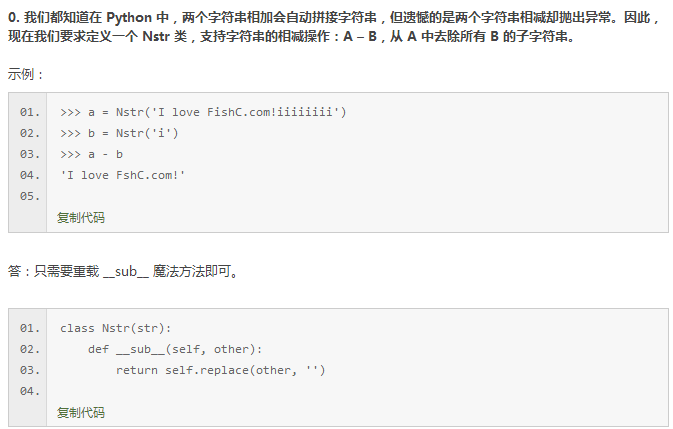 0. 我们都知道在 Python 中，两个字符串相加会自动拼接字符串，但遗憾的是两个字符串相减却抛出异常。因此，
现在我们要求定义一个 Nstr 类，支持字符串的相减操作：A – B，从 A 中去除所有 B 的子字符串。
示例：
01. >>> a = Nstr('I love FishC.com!iiiiiiii')
02. >>> b = Nstr('i')
03. >>> a - b
04. 'I love FshC.com!'
05.
复制代码
答：只需要重载 __sub__ 魔法方法即可。
01. class Nstr(str):
02.     def __sub__(self, other):
03.         return self.replace(other, '')
04.
复制代码